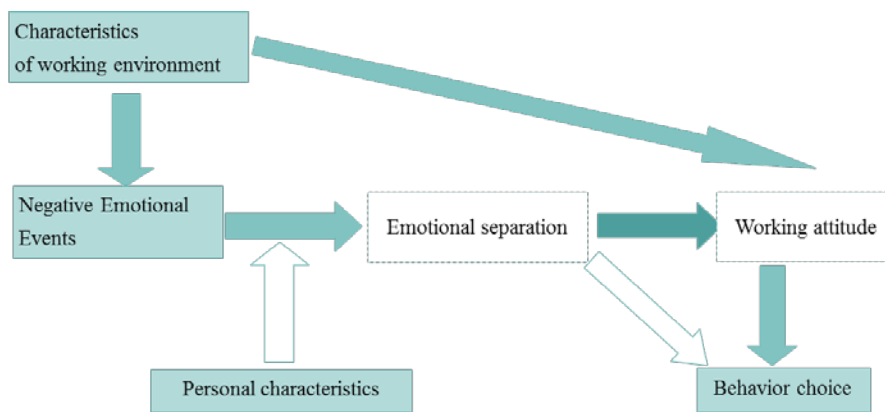 Characteristics
of working environment
Negative Emotional
Events
Emotional separation
Working attitude
Personal characteristics
Behavior choice